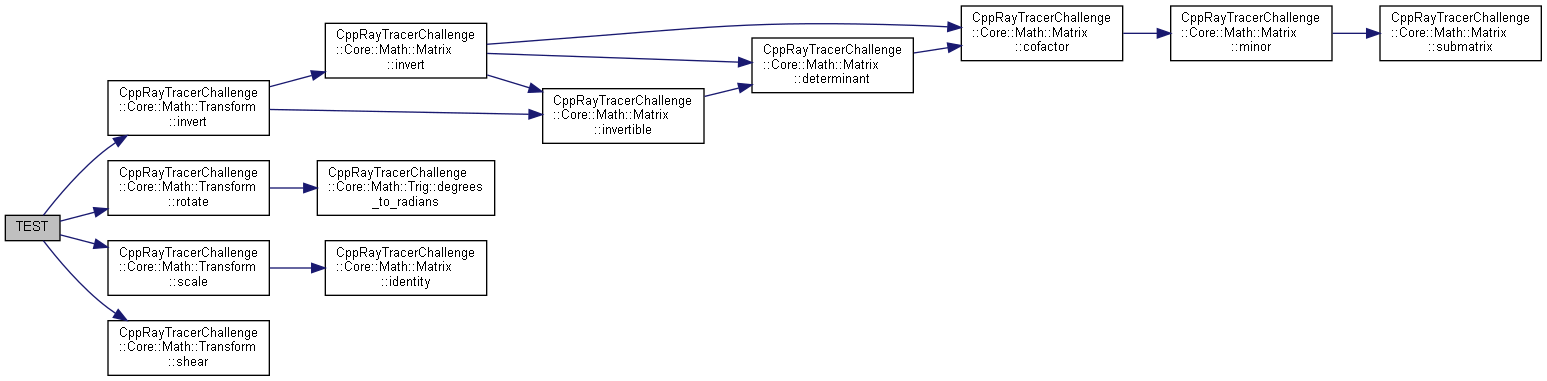 TEST
CppRayTracerChallenge
::Core::Math::Transform
::invert
CppRayTracerChallenge
::Core::Math::Matrix
::invert
CppRayTracerChallenge
::Core::Math::Matrix
::invertible
CppRayTracerChallenge
::Core::Math::Matrix
::determinant
CppRayTracerChallenge
::Core::Math::Matrix
::cofactor
CppRayTracerChallenge
::Core::Math::Matrix
::minor
CppRayTracerChallenge
::Core::Math::Matrix
::submatrix
CppRayTracerChallenge
::Core::Math::Transform
::rotate
CppRayTracerChallenge
::Core::Math::Trig::degrees
_to_radians
CppRayTracerChallenge
::Core::Math::Transform
::scale
CppRayTracerChallenge
::Core::Math::Matrix
::identity
CppRayTracerChallenge
::Core::Math::Transform
::shear